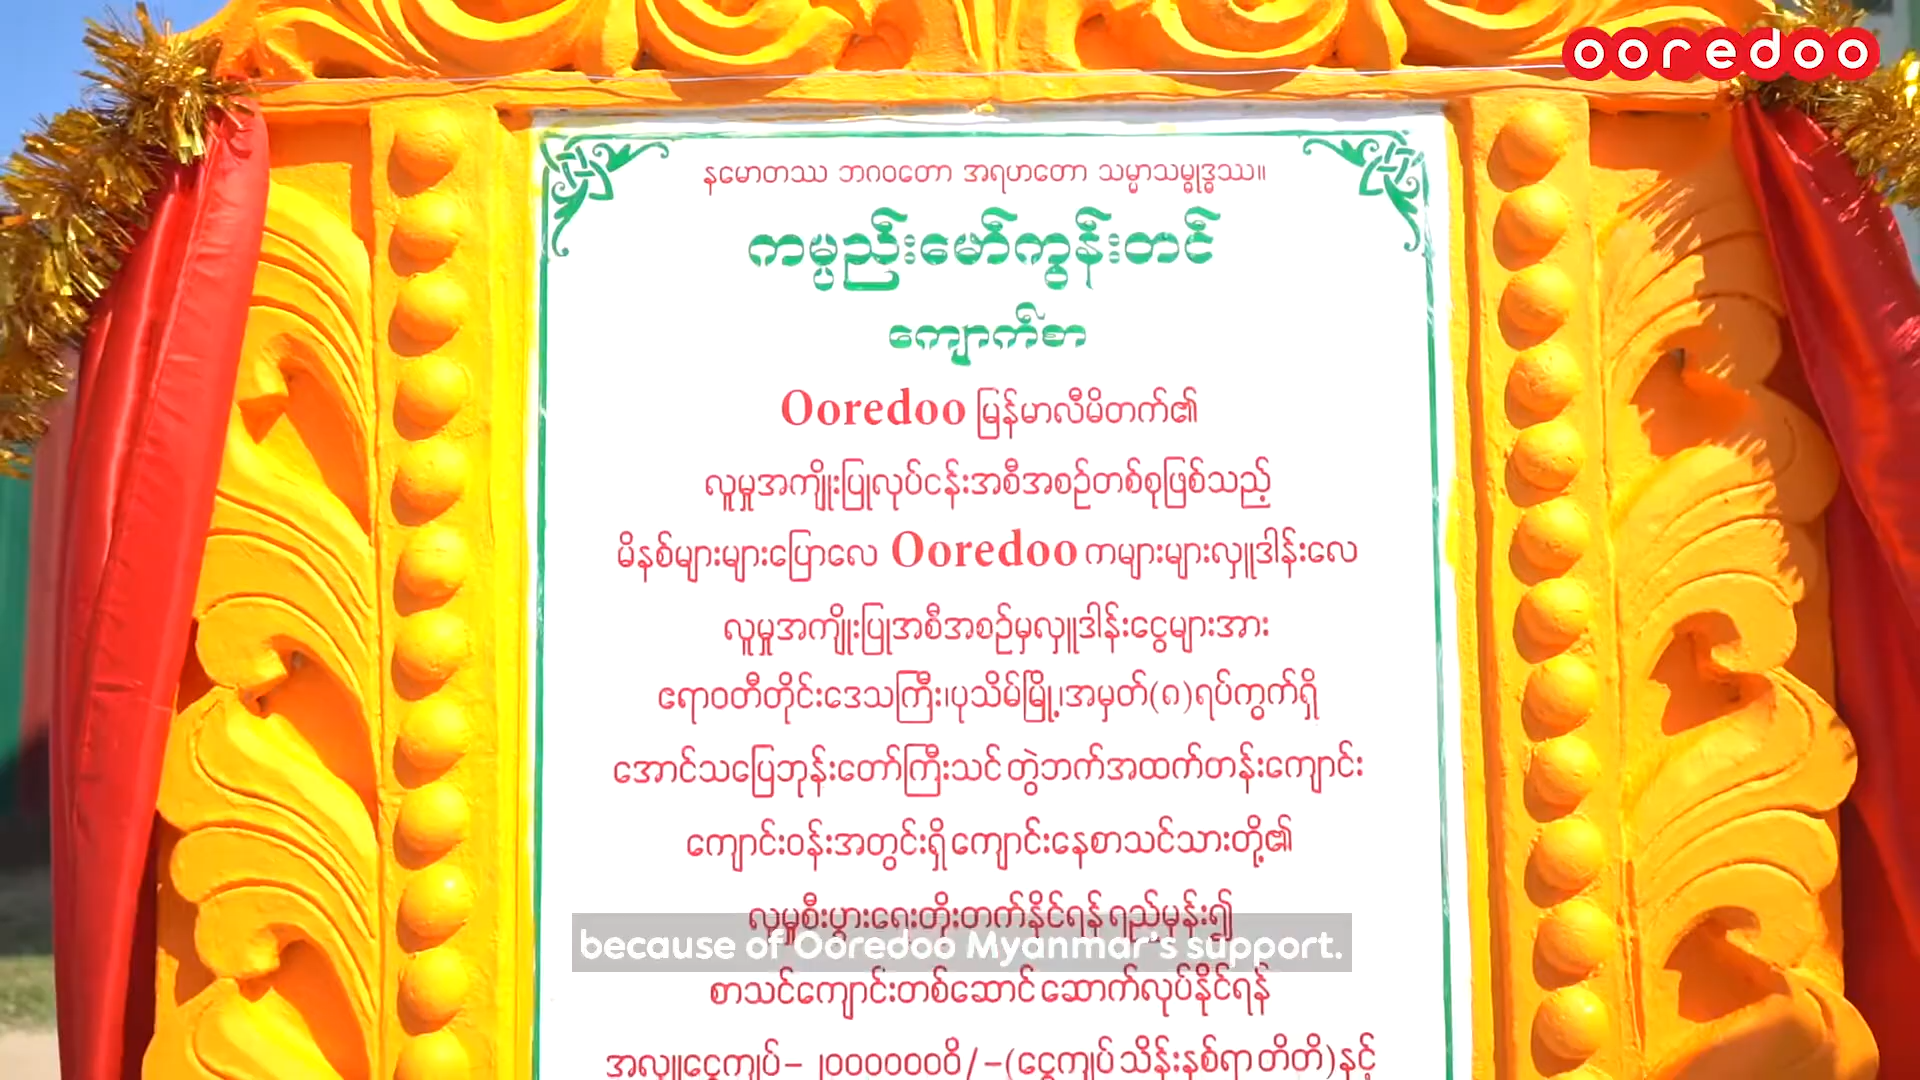 ooredoo
နမောတဿ ဘဂဝတော အရဟတော သမ္မာသမ္ဗုဒ္ဓဿ။
ကမ္ပည်းမော်ကွန်းတင်
ကျောက်စာ
Ooredoo မြန်မာလီမိတက်၏
လူမှုအကျိုးပြုလုပ်ငန်းအစီအစဉ်တစ်စုဖြစ်သည့်
မိနစ်များများပြောလေ Ooredoo ကများများလှူဒါန်းလေ
လူမှုအကျိုးပြုအစီအစဉ်မှလှူဒါန်းငွေများအား
ဧရာဝတီတိုင်းဒေသကြီး၊ပုသိမ်မြို့၊အမှတ်(၈)ရပ်ကွက်ရှိ
အောင်သပြေဘုန်းတော်ကြီးသင် တွဲဘက်အထက်တန်းကျောင်း
ကျောင်းဝန်းအတွင်းရှိ ကျောင်းနေစာသင်သားတို့၏
လူမှုစီးပွားရေးတိုးတက်နိုင်ရန် ရည်မှန်း၍
because of Ooredoo Myanmar's support.
စာသင်ကျောင်းတစ်ဆောင် ဆောက်လုပ်နိုင်ရန်
အလှူငွေကျပ် – ၂၀၀၀၀၀၀၀ိ/–(ငွေကျပ် သိန်းနှစ်ရာ တိတိ) နှင့်